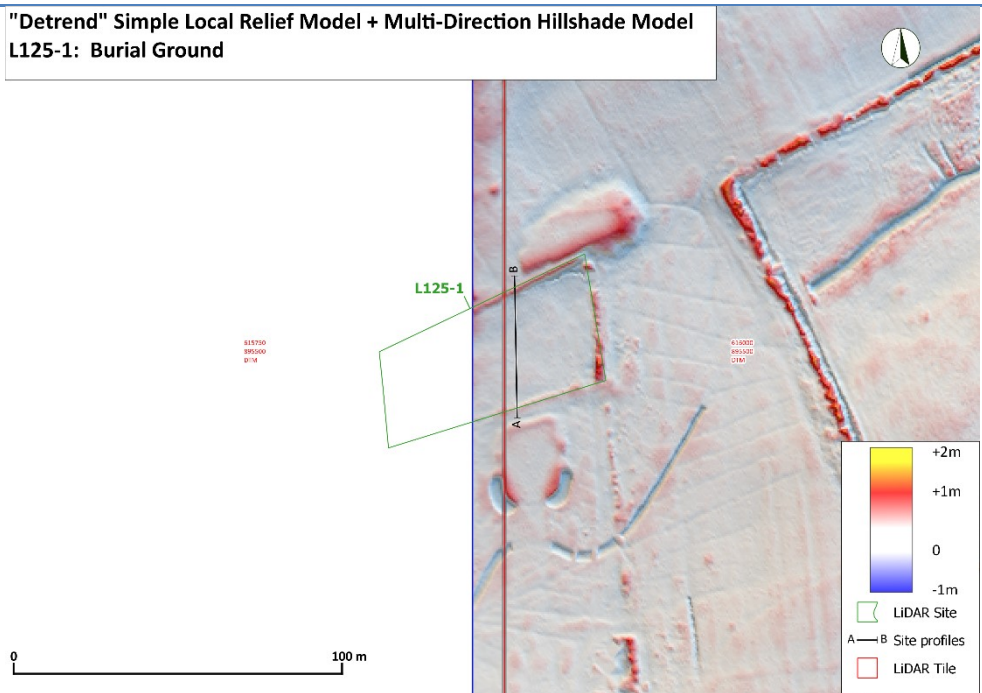 "Detrend" Simple Local Relief Model + Multi-Direction Hillshade Model
L125-1: Burial Ground
B
L125-1
615750
895500
DTM
616000
895500
DTM
A
+2m
+1m
0
-1m
LiDAR Site
A B Site profiles
LiDAR Tile
0 100 m